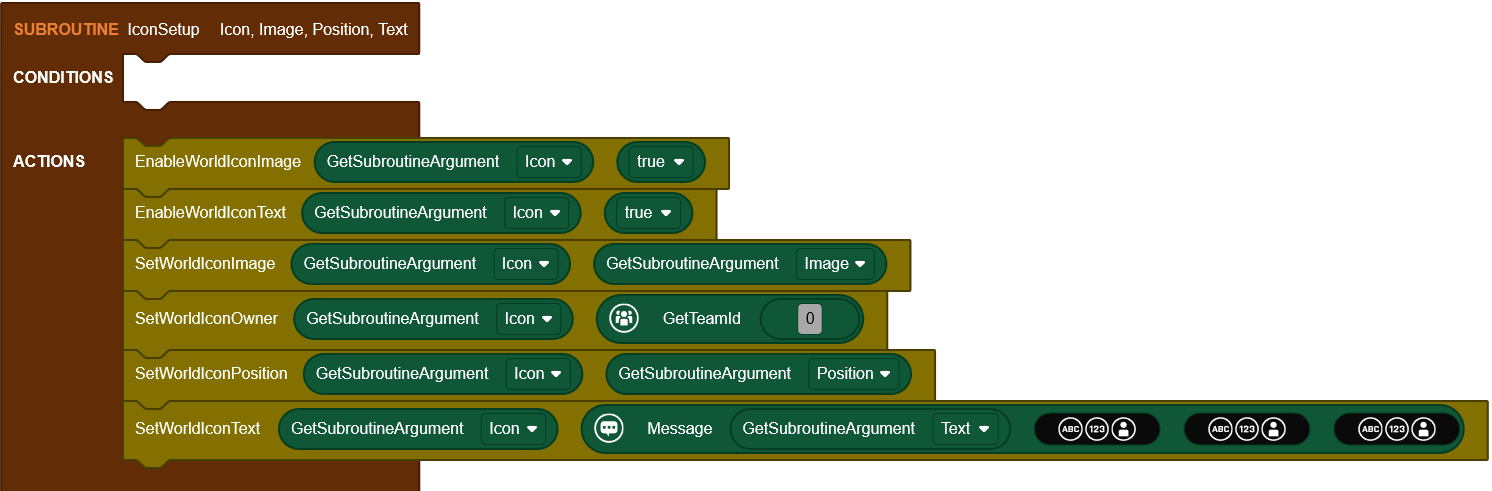 SUBROUTINE IconSetup Icon, Image, Position, Text
CONDITIONS
ACTIONS EnableWorldIconImage GetSubroutineArgument Icon true
EnableWorldIconText GetSubroutineArgument Icon true
SetWorldIconImage GetSubroutineArgument Icon GetSubroutineArgument Image
SetWorldIconOwner GetSubroutineArgument Icon GetTeamId 0
SetWorldIconPosition GetSubroutineArgument Icon GetSubroutineArgument Position
SetWorldIconText GetSubroutineArgument Icon Message GetSubroutineArgument Text ABC 123 ABC 123 ABC 123